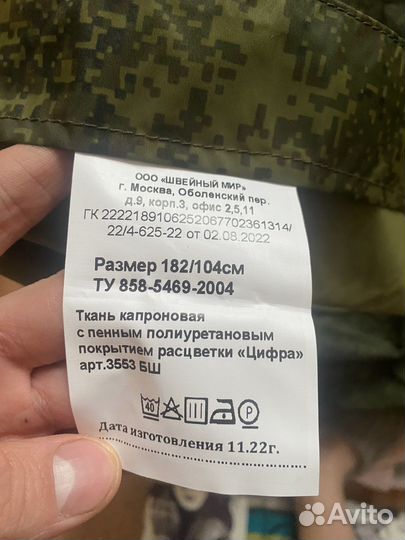 ООО «ШВЕЙНЫЙ МИР»
г. Москва, Оболенский пер.
д.9, корп.3, офис 2,5,11
ГК 2222189106252067702361314/
22/4-625-22 от 02.08.2022
Размер 182/104см
ТУ 858-5469-2004
Ткань капроновая
с пенным полиуретановым
покрытием расцветки «Цифра»
арт.3553 БШ
40 P
Дата изготовления 11.22г.
Avito